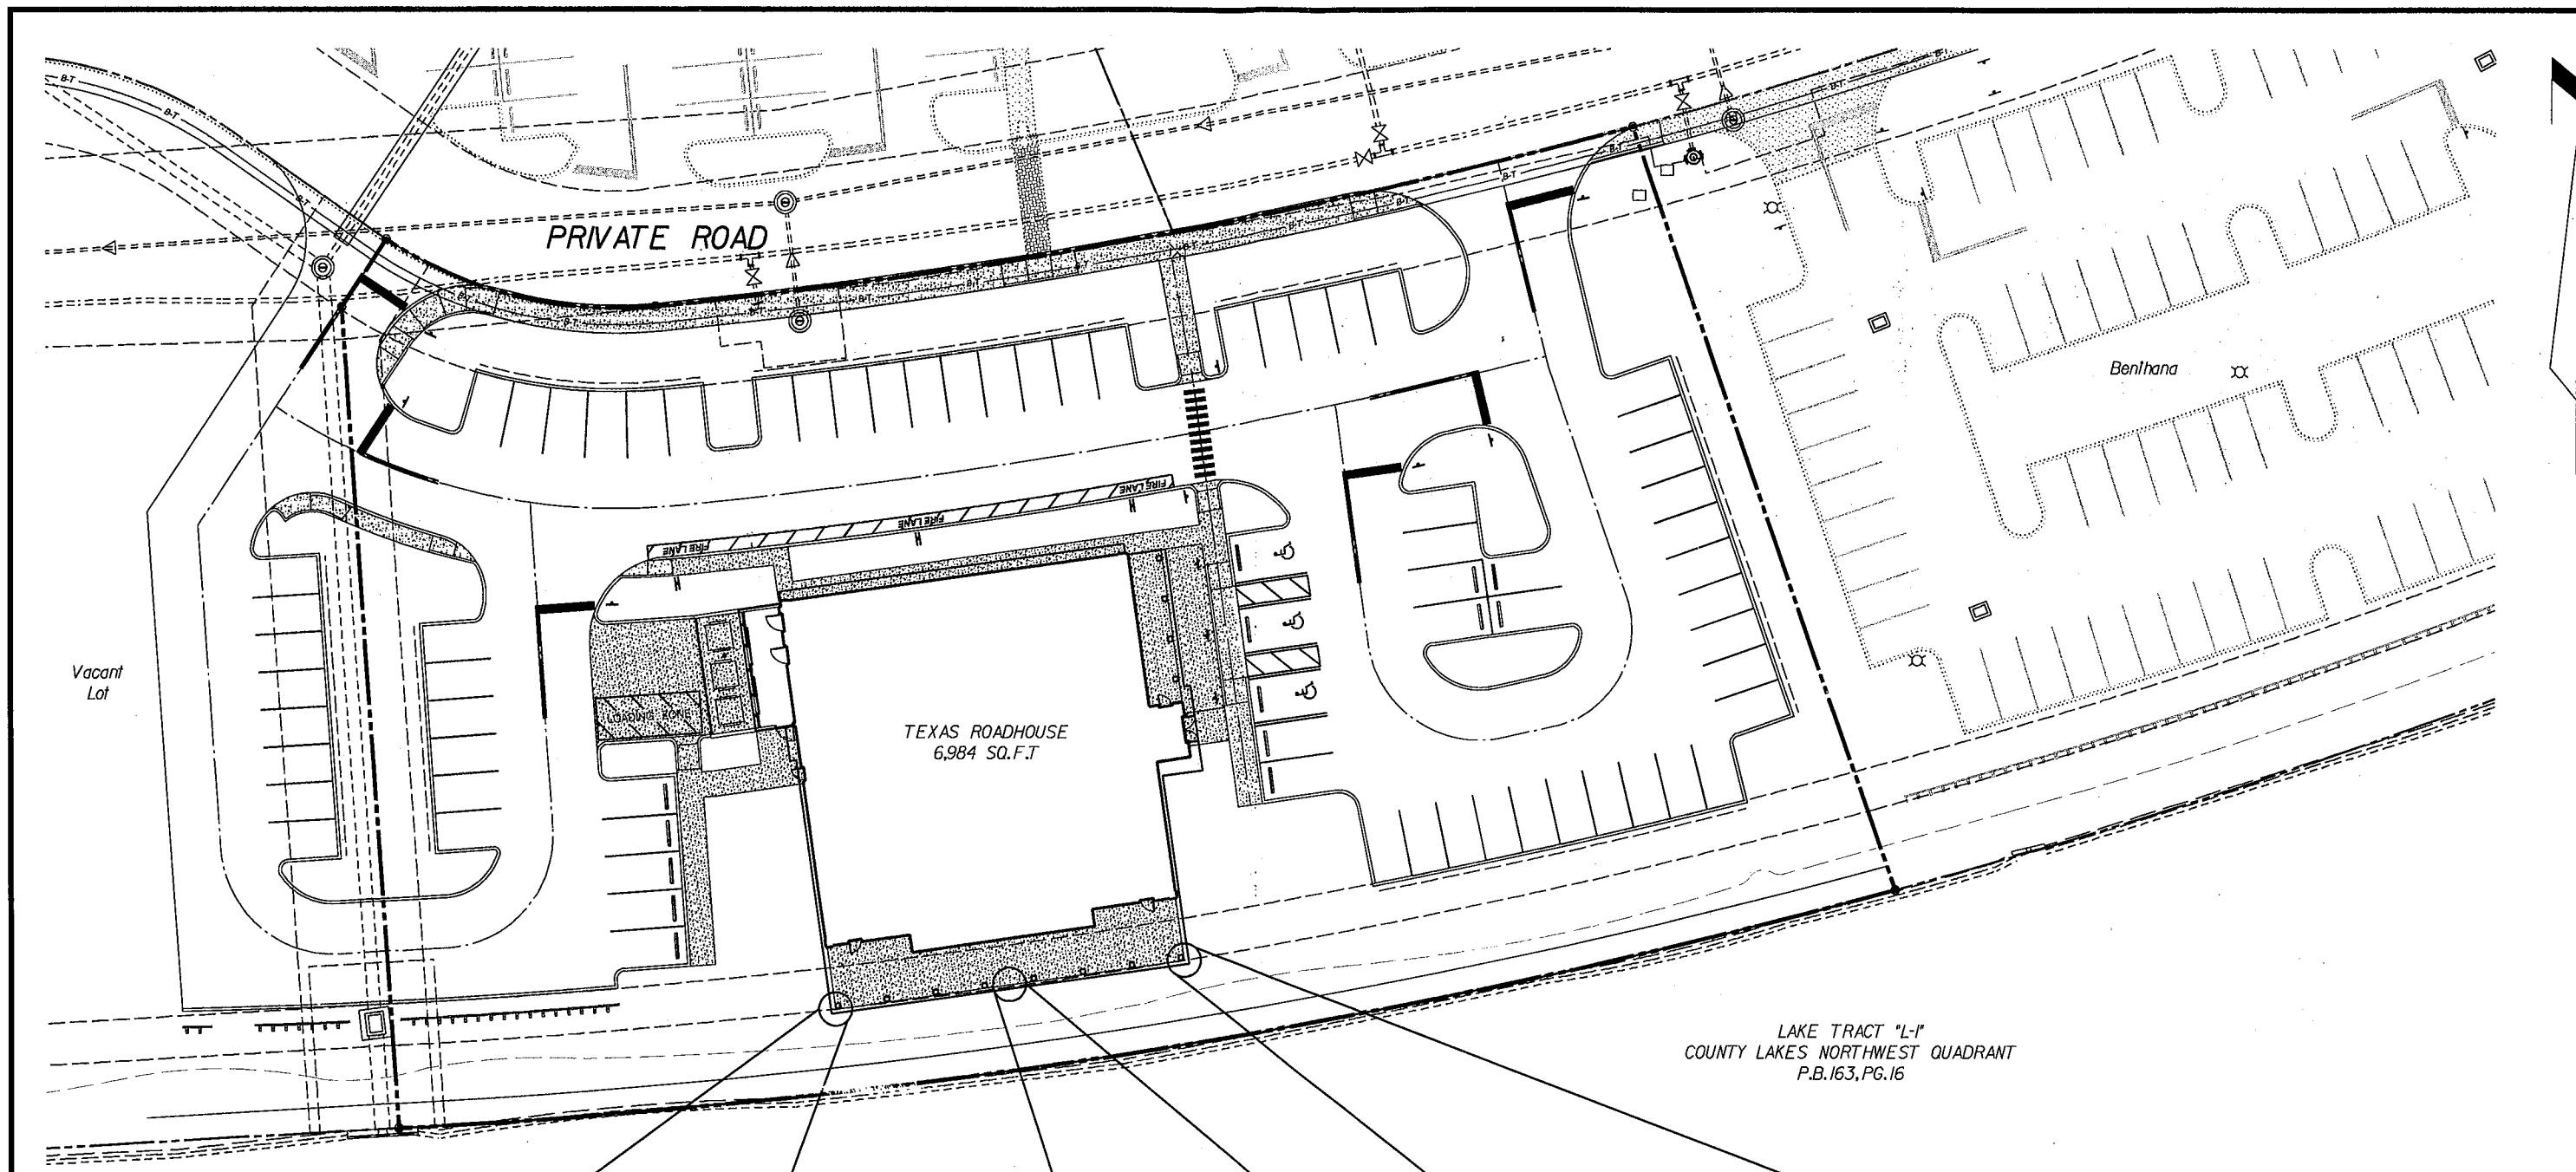 B-T
B-T
B-T
B-T
B-T
B-T
B-T
B-T
B-T
PRIVATE ROAD
Benihana
FIRE LANE
FIRE LANE
FIRE LANE
Vacant
Lot
LOADING ZONE
TEXAS ROADHOUSE
6,984 SQ.F.T
LAKE TRACT "L-1"
COUNTY LAKES NORTHWEST QUADRANT
P.B.163,PG.16